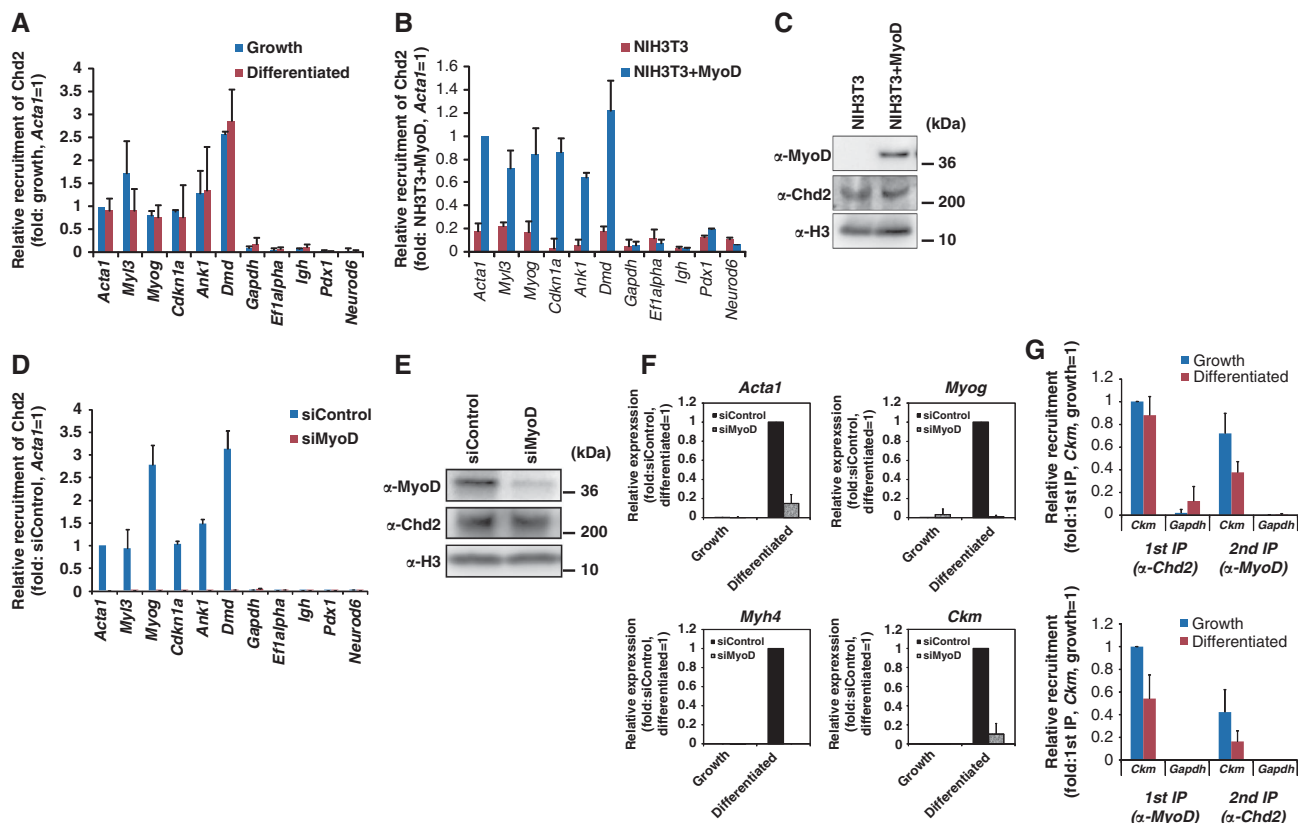 A
Growth
Differentiated
Relative recruitment of Chd2
(fold: growth, Acta1=1)
4
3.5
3
2.5
2
1.5
1
0.5
0
Acta1
Myl3
Myog
Cdkn1a
Ank1
Dmd
Gapdh
Ef1alpha
Igh
Pdx1
Neurod6
B
NIH3T3
NIH3T3+MyoD
Relative recruitment of Chd2
(fold: NH3T3+MyoD, Acta1=1)
1.6
1.4
1.2
1
0.8
0.6
0.4
0.2
0
Acta1
Myl3
Myog
Cdkn1a
Ank1
Dmd
Gapdh
Ef1alpha
Igh
Pdx1
Neurod6
C
NIH3T3
NIH3T3+MyoD
(kDa)
α-MyoD
36
α-Chd2
200
α-H3
10
D
siControl
siMyoD
Relative recruitment of Chd2
(fold: siControl, Acta1=1)
4
3.5
3
2.5
2
1.5
1
0.5
0
Acta1
Myl3
Myog
Cdkn1a
Ank1
Dmd
Gapdh
Ef1alpha
Igh
Pdx1
Neurod6
E
siControl
siMyoD
(kDa)
α-MyoD
36
α-Chd2
200
α-H3
10
F
Acta1
siControl
siMyoD
Relative exprexssion
(fold:siControl,
differentiated=1)
1.2
1
0.8
0.6
0.4
0.2
0
Growth
Differentiated
Myog
siControl
siMyoD
Relative exprexssion
(fold:siControl,
differentiated=1)
1.2
1
0.8
0.6
0.4
0.2
0
Growth
Differentiated
Myh4
siControl
siMyoD
Relative exprexssion
(fold:siControl,
differentiated=1)
1.2
1
0.8
0.6
0.4
0.2
0
Growth
Differentiated
Ckm
siControl
siMyoD
Relative exprexssion
(fold:siControl,
differentiated=1)
1.2
1
0.8
0.6
0.4
0.2
0
Growth
Differentiated
G
Growth
Differentiated
Relative recruitment
(fold:1st IP, Ckm, growth=1)
1.2
1
0.8
0.6
0.4
0.2
0
Ckm Gapdh Ckm Gapdh
1st IP 2nd IP
(α-Chd2) (α-MyoD)
Growth
Differentiated
Relative recruitment
(fold:1st IP, Ckm, growth=1)
1.2
1
0.8
0.6
0.4
0.2
0
Ckm Gapdh Ckm Gapdh
1st IP 2nd IP
(α-MyoD) (α-Chd2)